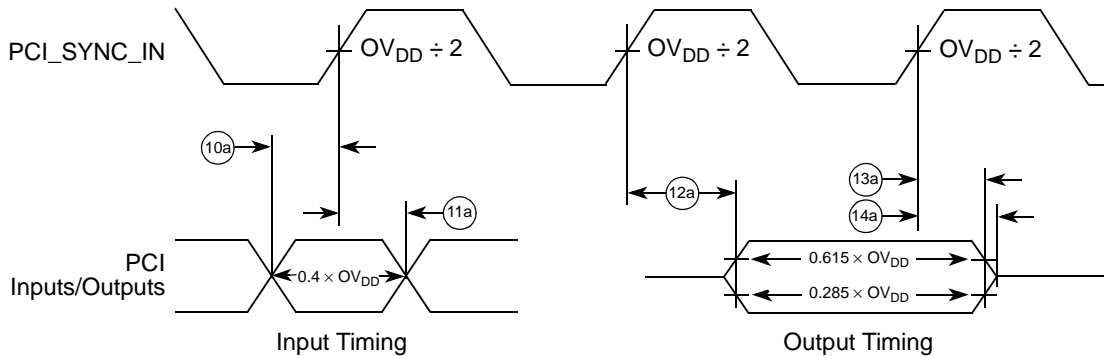 PCI_SYNC_IN
OV_DD ÷ 2
OV_DD ÷ 2
OV_DD ÷ 2
10a
11a
12a
13a
14a
PCI
Inputs/Outputs
0.4 × OV_DD
0.615 × OV_DD
0.285 × OV_DD
Input Timing
Output Timing